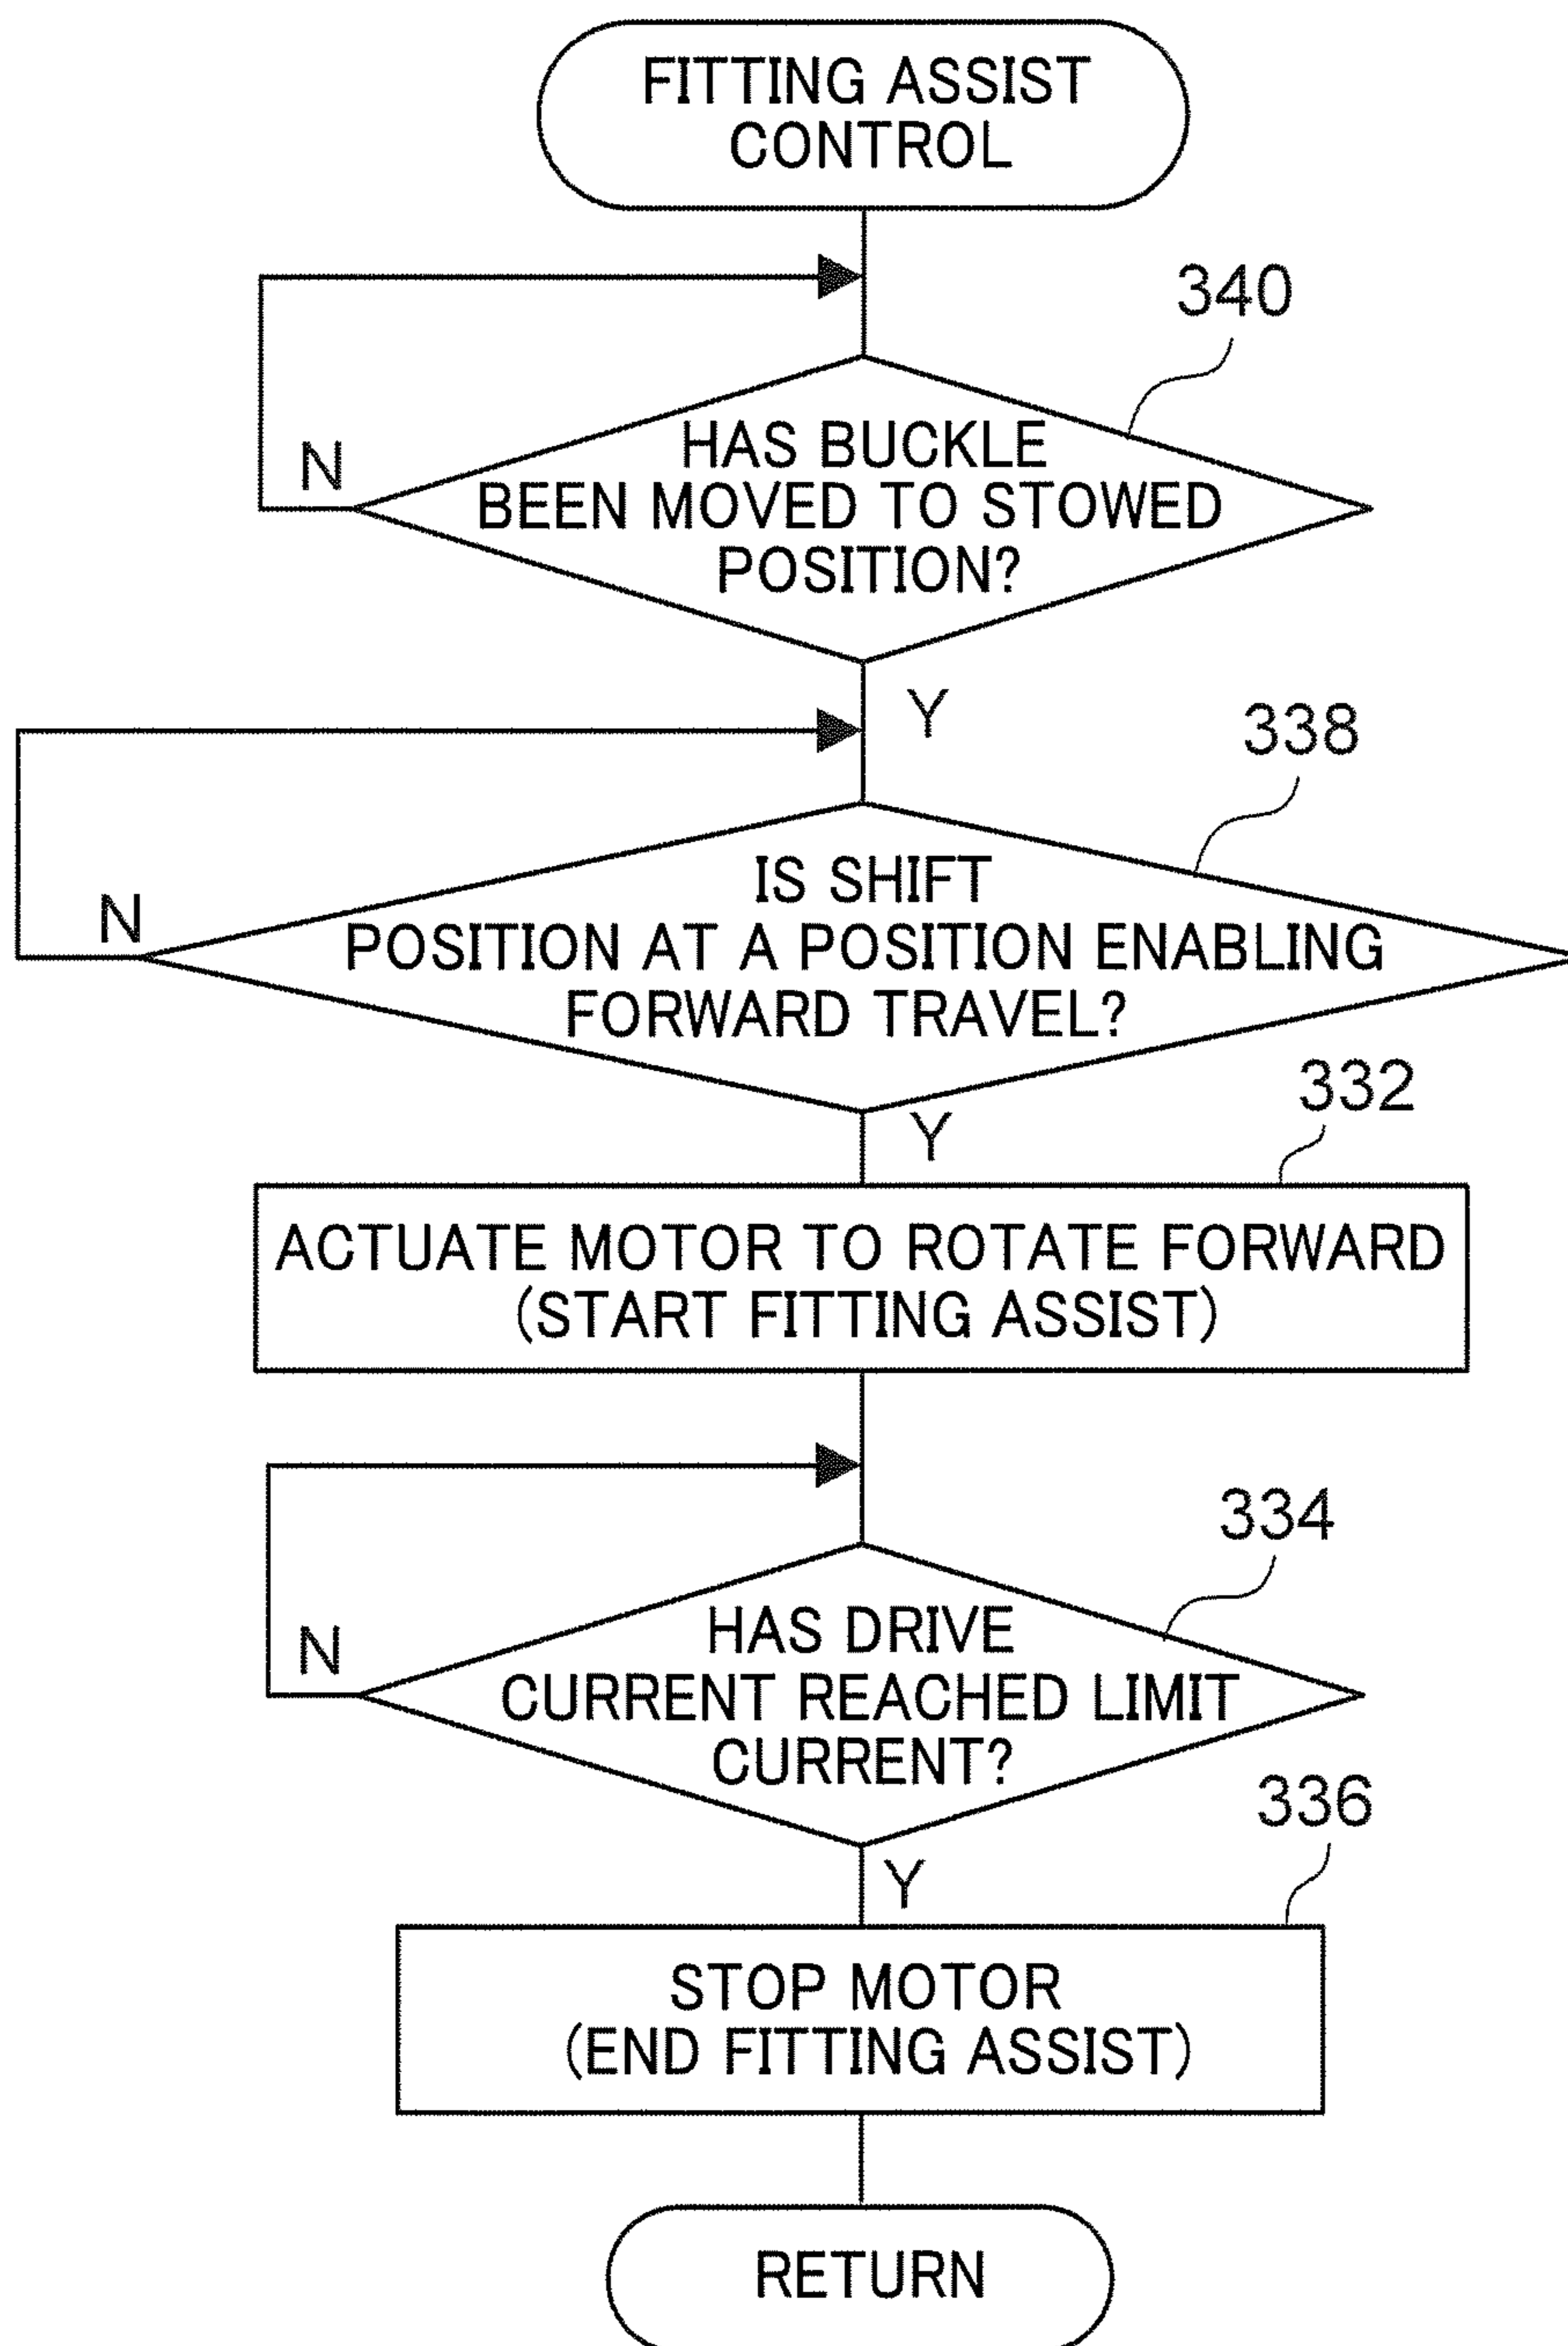 FITTING ASSIST
CONTROL
340
HAS BUCKLE
BEEN MOVED TO STOWED
POSITION?
N
Y
338
IS SHIFT
POSITION AT A POSITION ENABLING
FORWARD TRAVEL?
N
Y
332
ACTUATE MOTOR TO ROTATE FORWARD
(START FITTING ASSIST)
334
HAS DRIVE
CURRENT REACHED LIMIT
CURRENT?
N
Y
336
STOP MOTOR
(END FITTING ASSIST)
RETURN